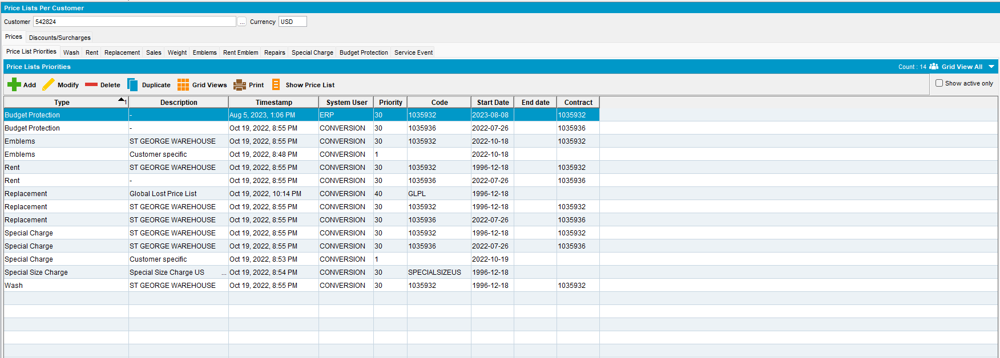 Price Lists Per Customer
Customer 542824 ... Currency USD
Prices Discounts/Surcharges
Price List Priorities Wash Rent Replacement Sales Weight Emblems Rent Emblem Repairs Special Charge Budget Protection Service Event
Price Lists Priorities Count : 14 Grid View All
Add Modify Delete Duplicate Grid Views Print Show Price List Show active only
Type 1 Description Timestamp System User Priority Code Start Date End date Contract
Budget Protection - Aug 5, 2023, 1:06 PM ERP 30 1035932 2023-08-08 1035932
Budget Protection - Oct 19, 2022, 8:55 PM CONVERSION 30 1035936 2022-07-26 1035936
Emblems ST GEORGE WAREHOUSE Oct 19, 2022, 8:55 PM CONVERSION 30 1035932 2022-10-18 1035932
Emblems Customer specific Oct 19, 2022, 8:48 PM CONVERSION 1 2022-10-18
Rent ST GEORGE WAREHOUSE Oct 19, 2022, 8:55 PM CONVERSION 30 1035932 1996-12-18 1035932
Rent - Oct 19, 2022, 8:55 PM CONVERSION 30 1035936 2022-07-26 1035936
Replacement Global Lost Price List Oct 19, 2022, 10:14 PM CONVERSION 40 GLPL 1996-12-18
Replacement ST GEORGE WAREHOUSE Oct 19, 2022, 8:55 PM CONVERSION 30 1035932 1996-12-18 1035932
Replacement ST GEORGE WAREHOUSE Oct 19, 2022, 8:55 PM CONVERSION 30 1035936 2022-07-26 1035936
Special Charge ST GEORGE WAREHOUSE Oct 19, 2022, 8:55 PM CONVERSION 30 1035932 1996-12-18 1035932
Special Charge ST GEORGE WAREHOUSE Oct 19, 2022, 8:55 PM CONVERSION 30 1035936 2022-07-26 1035936
Special Charge Customer specific Oct 19, 2022, 8:53 PM CONVERSION 1 2022-10-19
Special Size Charge Special Size Charge US ... Oct 19, 2022, 8:54 PM CONVERSION 30 SPECIALSIZEUS 1996-12-18
Wash ST GEORGE WAREHOUSE Oct 19, 2022, 8:55 PM CONVERSION 30 1035932 1996-12-18 1035932